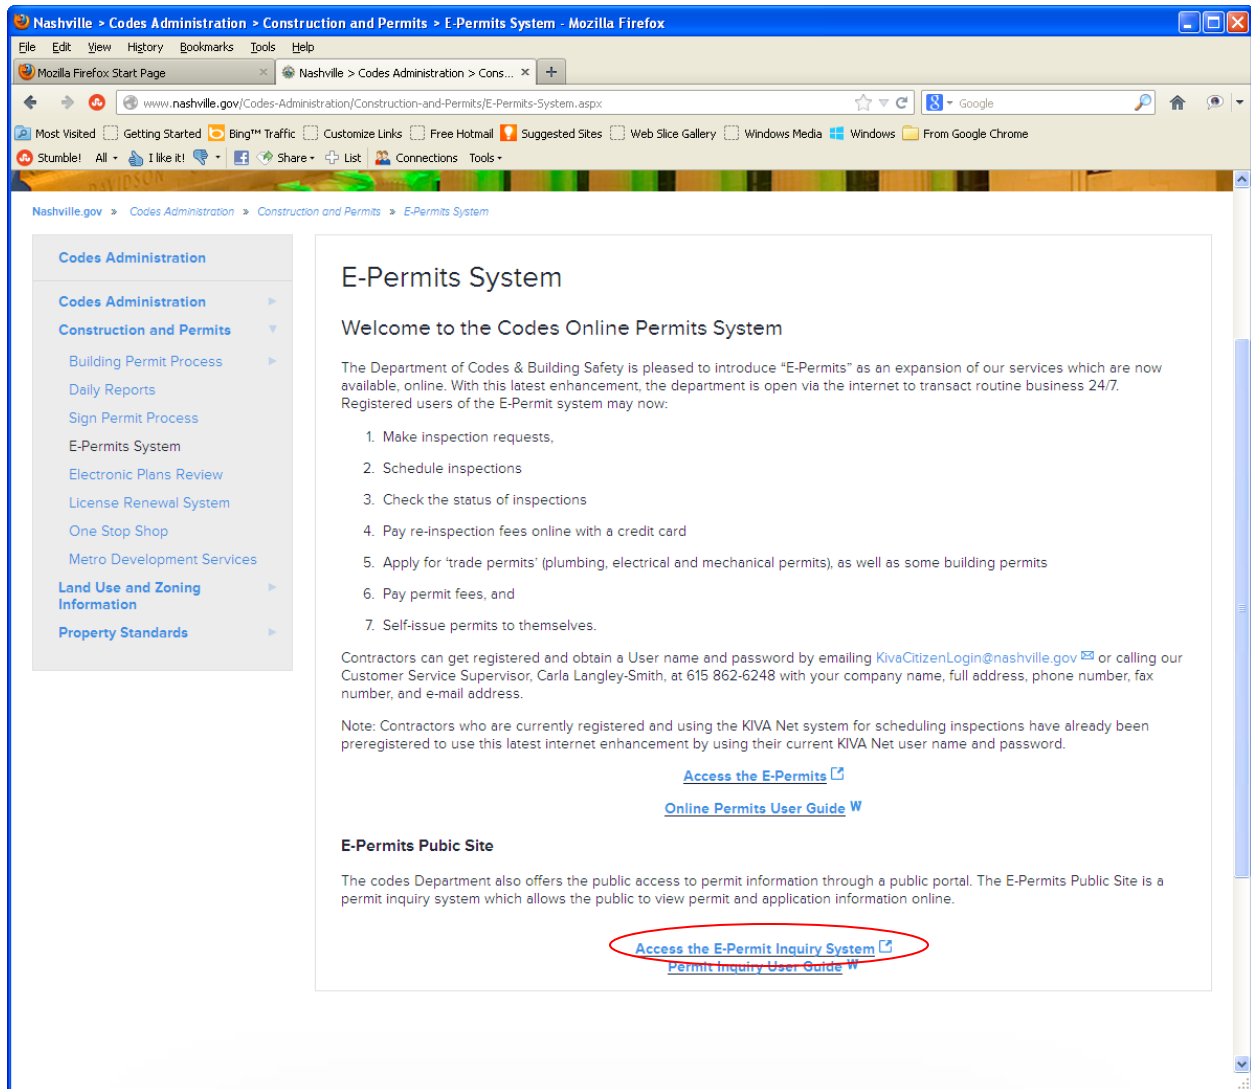 Nashville > Codes Administration > Construction and Permits > E-Permits System - Mozilla Firefox
File Edit View History Bookmarks Tools Help
Mozilla Firefox Start Page × Nashville > Codes Administration > Cons... × +
www.nashville.gov/Codes-Administration/Construction-and-Permits/E-Permits-System.aspx Google
Most Visited Getting Started Bing™ Traffic Customize Links Free Hotmail Suggested Sites Web Slice Gallery Windows Media Windows From Google Chrome
Stumble! All I like it! Share List Connections Tools
DAVIDSON
Nashville.gov » Codes Administration » Construction and Permits » E-Permits System
Codes Administration
Codes Administration
Construction and Permits
Building Permit Process
Daily Reports
Sign Permit Process
E-Permits System
Electronic Plans Review
License Renewal System
One Stop Shop
Metro Development Services
Land Use and Zoning
Information
Property Standards
E-Permits System
Welcome to the Codes Online Permits System
The Department of Codes & Building Safety is pleased to introduce “E-Permits” as an expansion of our services which are now
available, online. With this latest enhancement, the department is open via the internet to transact routine business 24/7.
Registered users of the E-Permit system may now:
1. Make inspection requests,
2. Schedule inspections
3. Check the status of inspections
4. Pay re-inspection fees online with a credit card
5. Apply for ‘trade permits’ (plumbing, electrical and mechanical permits), as well as some building permits
6. Pay permit fees, and
7. Self-issue permits to themselves.
Contractors can get registered and obtain a User name and password by emailing KivaCitizenLogin@nashville.gov or calling our
Customer Service Supervisor, Carla Langley-Smith, at 615 862-6248 with your company name, full address, phone number, fax
number, and e-mail address.
Note: Contractors who are currently registered and using the KIVA Net system for scheduling inspections have already been
preregistered to use this latest internet enhancement by using their current KIVA Net user name and password.
Access the E-Permits
Online Permits User Guide W
E-Permits Pubic Site
The codes Department also offers the public access to permit information through a public portal. The E-Permits Public Site is a
permit inquiry system which allows the public to view permit and application information online.
Access the E-Permit Inquiry System
Permit Inquiry User Guide W